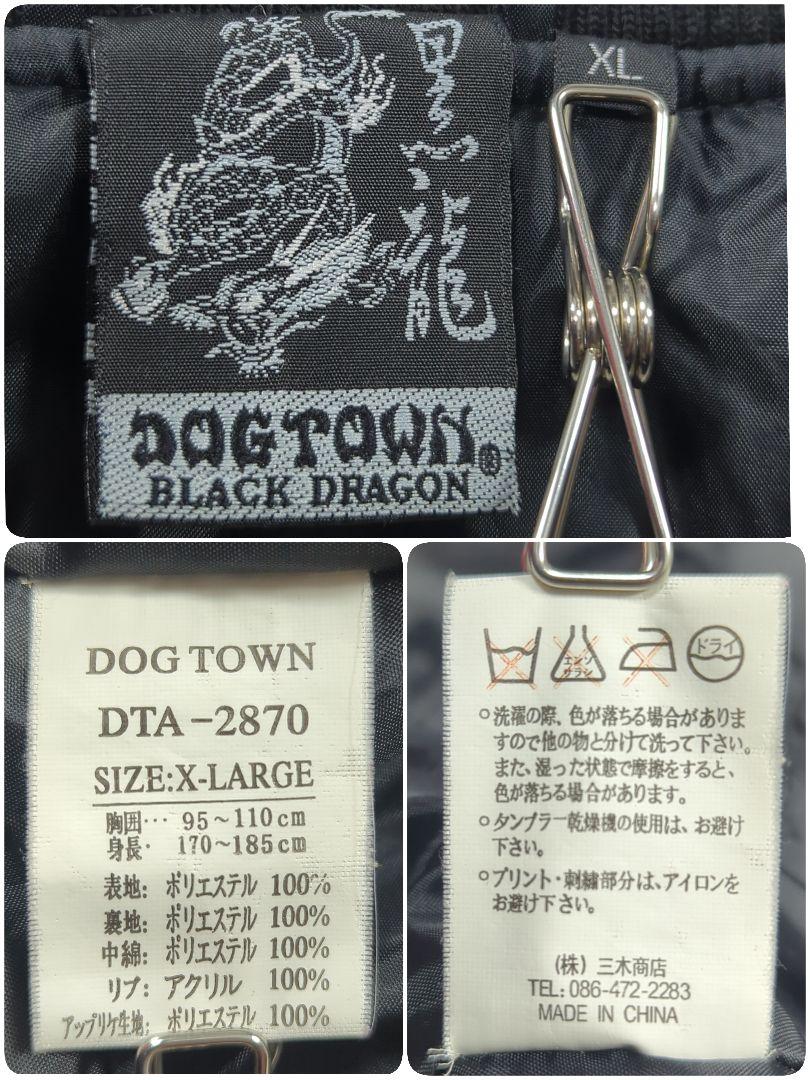 黒い龍
XL
DOG TOWN®
BLACK DRAGON
DOG TOWN
DTA-2870
SIZE:X-LARGE
胸囲… 95～110cm
身長・ 170～185cm
表地: ポリエステル 100%
裏地: ポリエステル 100%
中綿: ポリエステル 100%
リブ: アクリル 100%
アップリケ生地: ポリエステル 100%
エンソ
サラシ
ドライ
○洗濯の際、色が落ちる場合がありま
すので他の物と分けて洗って下さい。
また、湿った状態で摩擦をすると、
色が落ちる場合があります。
○タンブラー乾燥機の使用は、お避け
下さい。
○プリント・刺繍部分は、アイロンを
お避け下さい。
(株) 三木商店
TEL: 086-472-2283
MADE IN CHINA